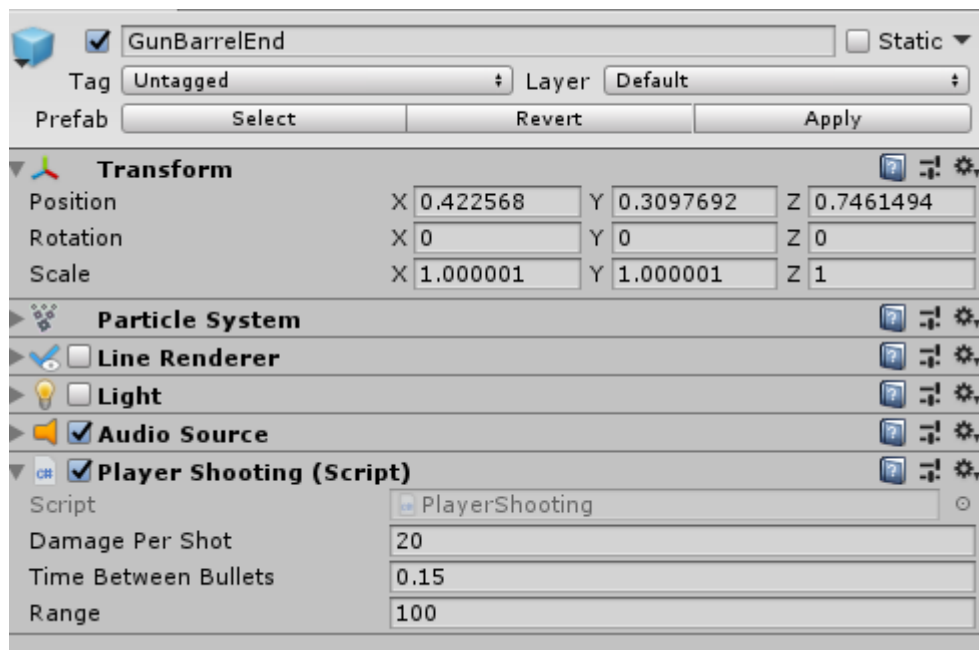 GunBarrelEnd Static
Tag Untagged Layer Default
Prefab Select Revert Apply
Transform
Position X 0.422568 Y 0.3097692 Z 0.7461494
Rotation X 0 Y 0 Z 0
Scale X 1.000001 Y 1.000001 Z 1
Particle System
Line Renderer
Light
Audio Source
C# Player Shooting (Script)
Script PlayerShooting
Damage Per Shot 20
Time Between Bullets 0.15
Range 100